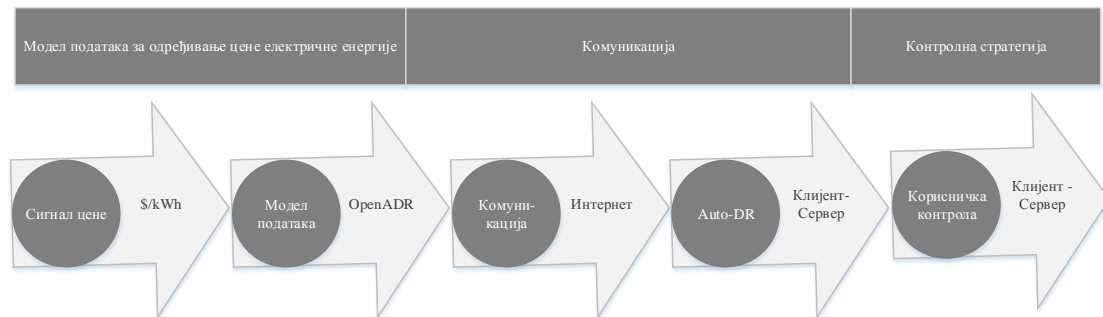 Модел података за одређивање цене електричне енергије
Комуникација
Контролна стратегија
Сигнал цене
$/kWh
Модел
података
OpenADR
Комуни-
кација
Интернет
Auto-DR
Клијент-
Сервер
Корисничка
контрола
Клијент -
Сервер